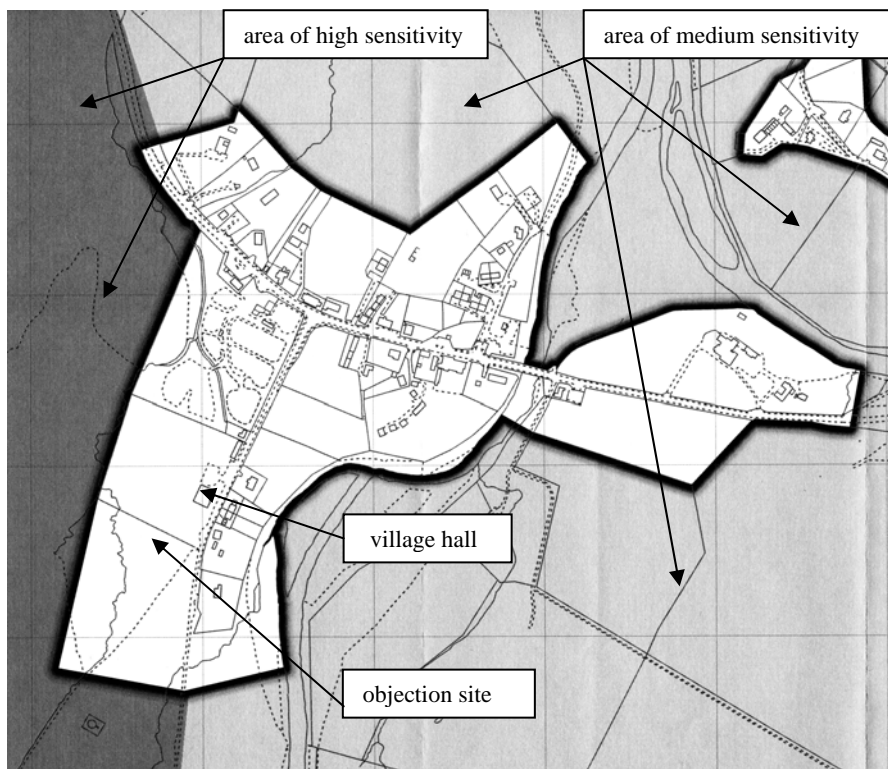 area of high sensitivity
area of medium sensitivity
village hall
objection site